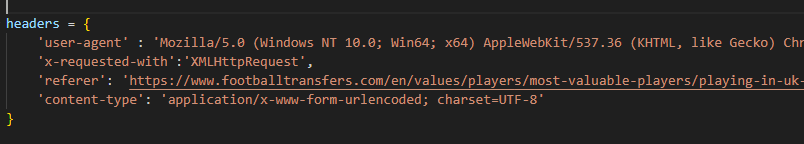 headers = {
'user-agent' : 'Mozilla/5.0 (Windows NT 10.0; Win64; x64) AppleWebKit/537.36 (KHTML, like Gecko)
'x-requested-with':'XMLHttpRequest',
'referer': 'https://www.footballtransfers.com/en/values/players/most-valuable-players/playing-in-uk-
'content-type': 'application/x-www-form-urlencoded; charset=UTF-8'
}